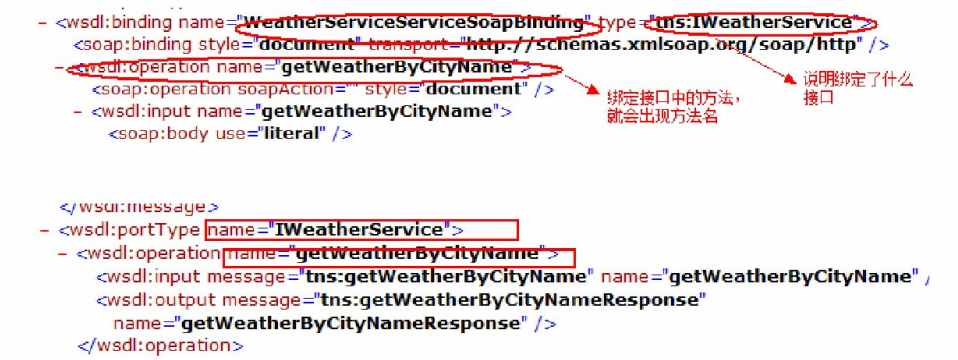 - <wsdl:binding name="WeatherServiceServiceSoapBinding" type="tns:IWeatherService">
<soap:binding style="document" transport="http://schemas.xmlsoap.org/soap/http" />
- <wsdl:operation name="getWeatherByCityName">
<soap:operation soapAction="" style="document" />
- <wsdl:input name="getWeatherByCityName">
<soap:body use="literal" />
绑定接口中的方法，
就会出现方法名
说明绑定了什么
接口
</wsdl:message>
- <wsdl:portType name="IWeatherService">
- <wsdl:operation name="getWeatherByCityName">
<wsdl:input message="tns:getWeatherByCityName" name="getWeatherByCityName" /
<wsdl:output message="tns:getWeatherByCityNameResponse"
name="getWeatherByCityNameResponse" />
</wsdl:operation>